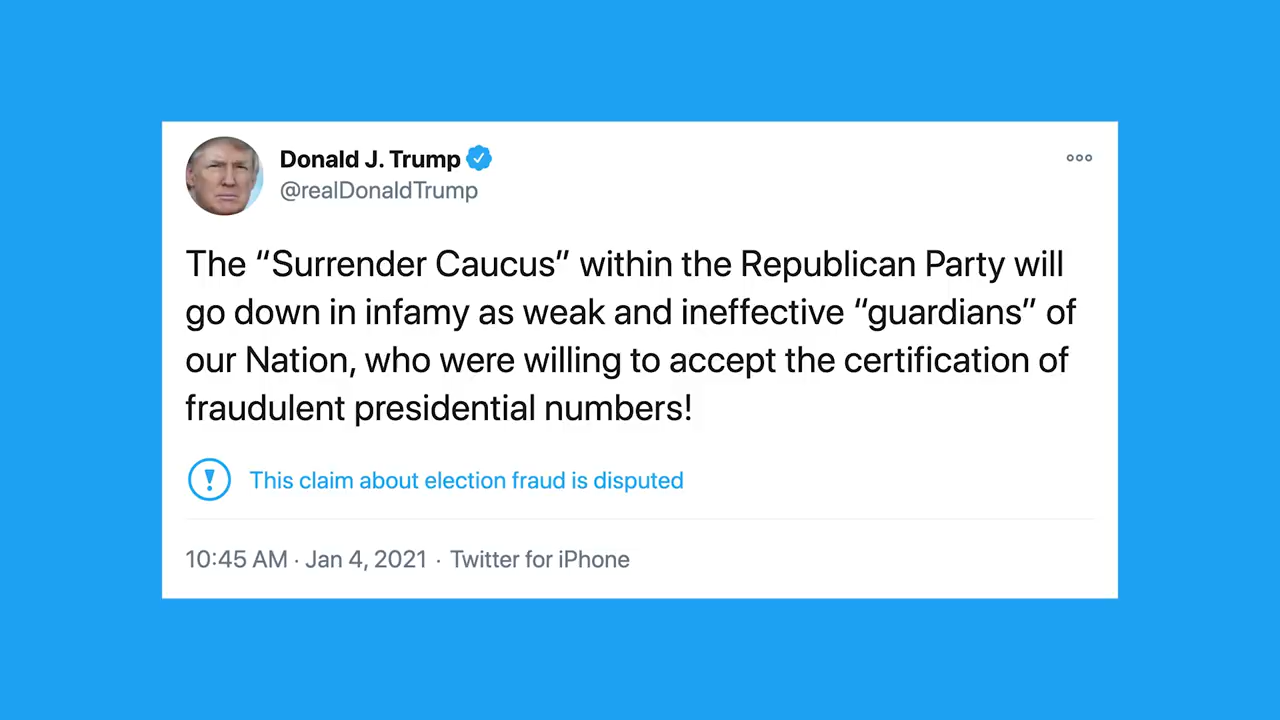 Donald J. Trump
@realDonaldTrump
The “Surrender Caucus” within the Republican Party will
go down in infamy as weak and ineffective “guardians” of
our Nation, who were willing to accept the certification of
fraudulent presidential numbers!
This claim about election fraud is disputed
10:45 AM · Jan 4, 2021 · Twitter for iPhone